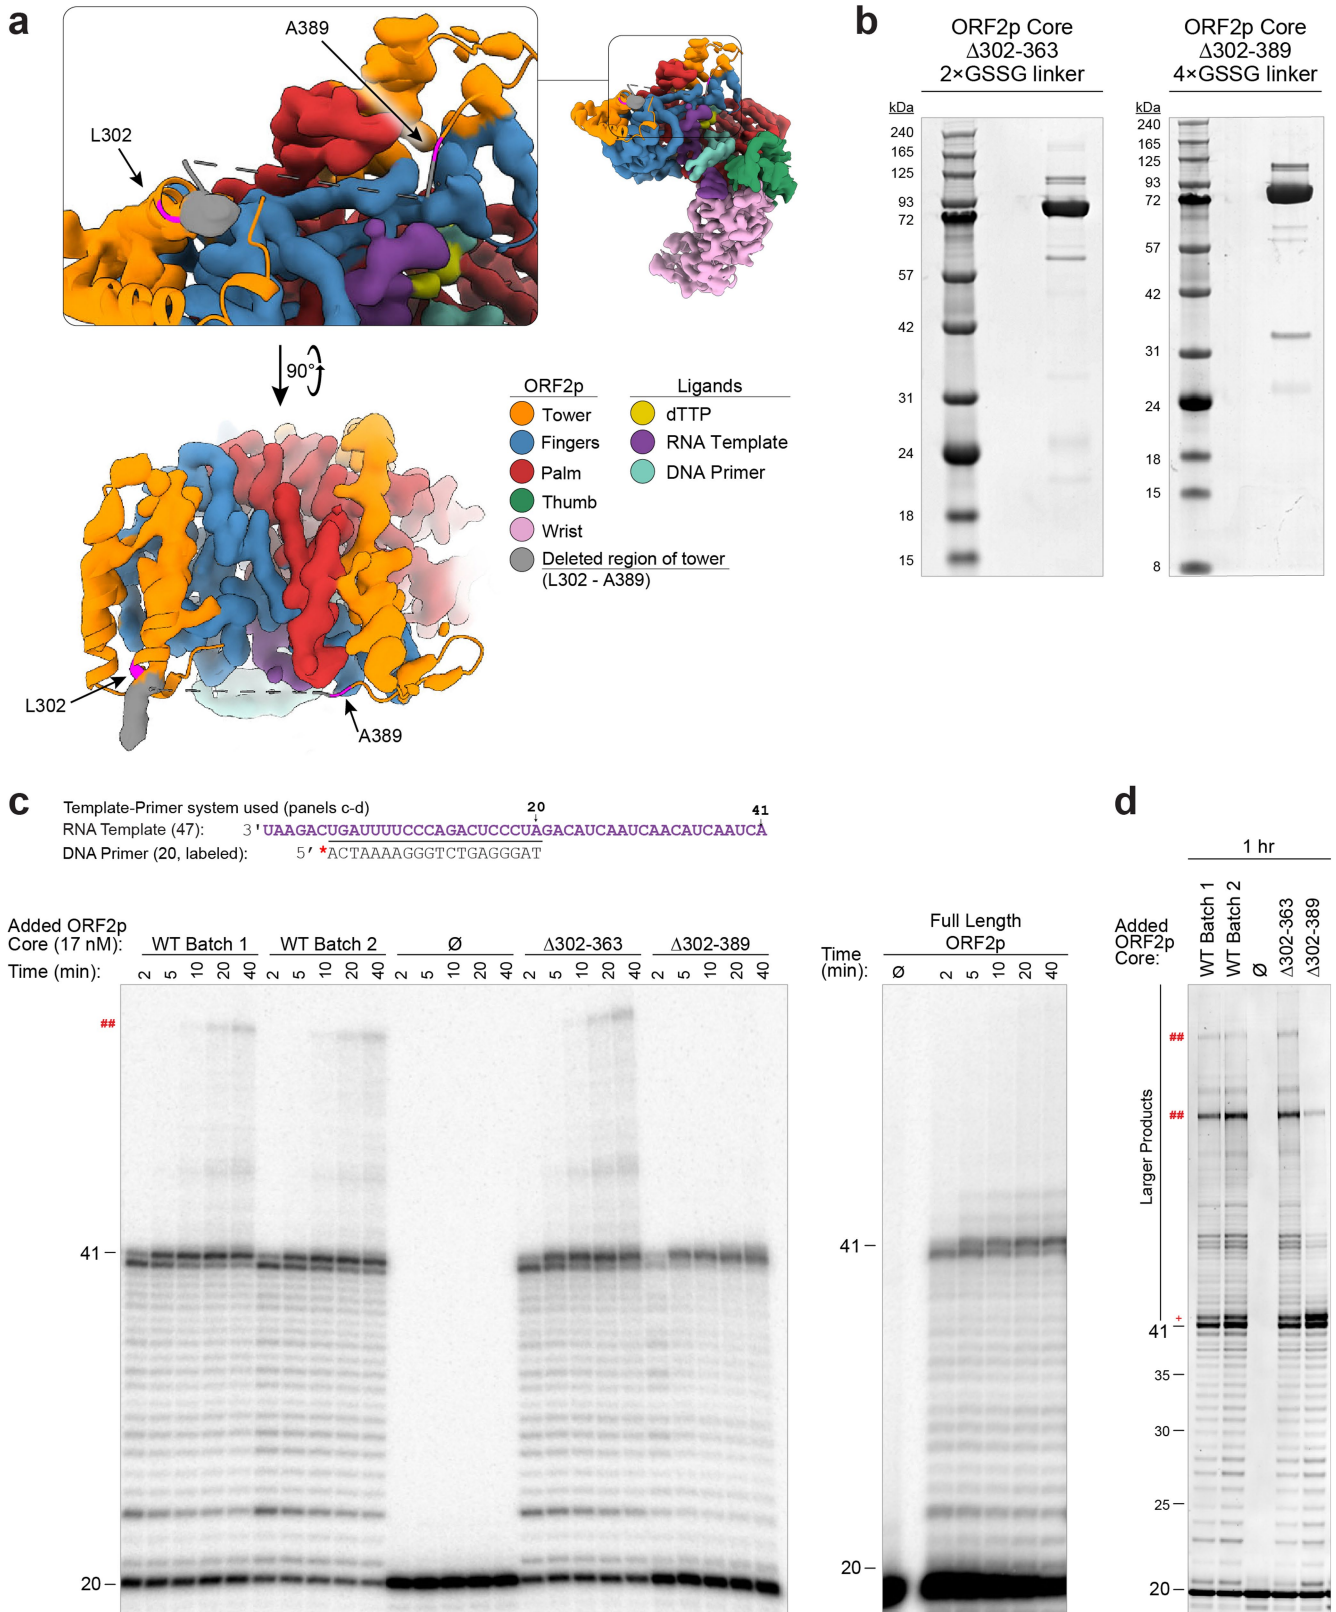 a
A389
L302
90°
L302
A389
ORF2p
Tower
Fingers
Palm
Thumb
Wrist
Deleted region of tower
(L302 - A389)
Ligands
dTTP
RNA Template
DNA Primer
b
ORF2p Core
Δ302-363
2×GSSG linker
kDa
240
165
125
93
72
57
42
31
24
18
15
ORF2p Core
Δ302-389
4×GSSG linker
kDa
240
165
125
93
72
57
42
31
24
18
15
8
c
Template-Primer system used (panels c-d)
20
41
RNA Template (47): 3'UAAGACUGAUUUUCCCAGACUCCCUAGACAUCAAUCAACAUCAAUCA
DNA Primer (20, labeled): 5' *ACTAAAAGGGTCTGAGGGAT
Added ORF2p
Core (17 nM): WT Batch 1 WT Batch 2 Ø Δ302-363 Δ302-389
Time (min): 2 5 10 20 40 2 5 10 20 40 2 5 10 20 40 2 5 10 20 40 2 5 10 20 40
##
41
20
Full Length
ORF2p
Time
(min): Ø 2 5 10 20 40
41
20
d
1 hr
Added
ORF2p
Core:
WT Batch 1
WT Batch 2
Ø
Δ302-363
Δ302-389
Larger Products
##
##
+
41
35
30
25
20